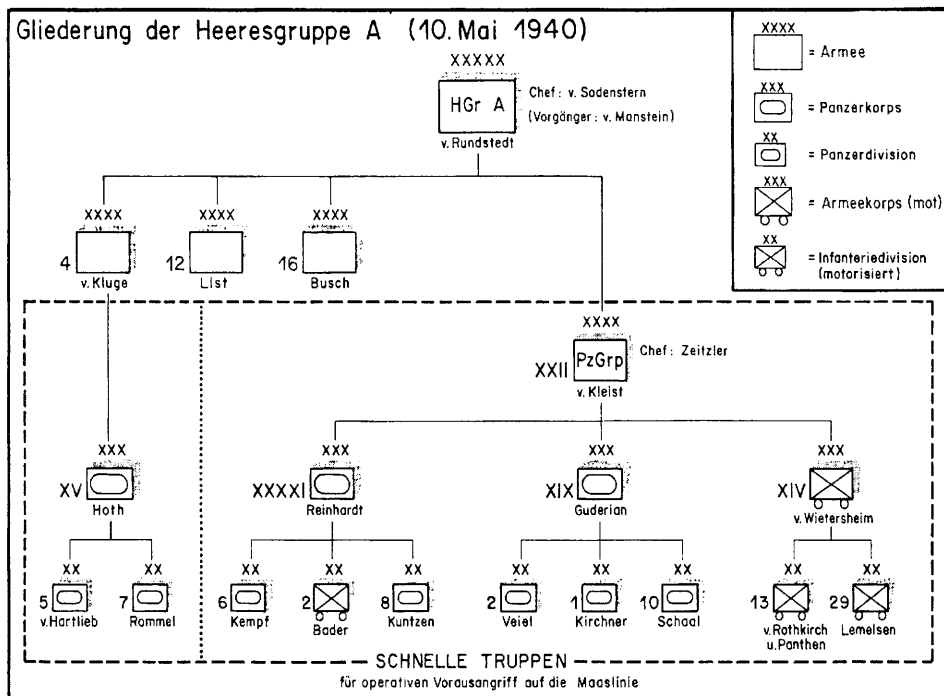 Gliederung der Heeresgruppe A (10. Mai 1940)
XXXXX
HGr A
Chef: v. Sodenstern
(Vorgänger: v. Manstein)
v. Rundstedt
XXXX
= Armee
XXX
= Panzerkorps
XX
= Panzerdivision
XXX
= Armeekorps (mot)
XX
= Infanteriedivision
(motorisiert)
XXXX XXXX XXXX
4 12 16
v. Kluge List Busch
XXXX
XXII PzGrp
Chef: Zeitzler
v. Kleist
XXX XXX XXX XXX
XV XXXXI XIX XIV
Hoth Reinhardt Guderian v. Wietersheim
XX XX XX XX XX XX XX XX XX XX
5 7 6 2 8 2 1 10 13 29
v. Hartlieb Rommel Kempf Bader Kuntzen Veiel Kirchner Schaal v. Rothkirch Lemelsen
u. Panthen
SCHNELLE TRUPPEN
für operativen Vorausangriff auf die Maaslinie